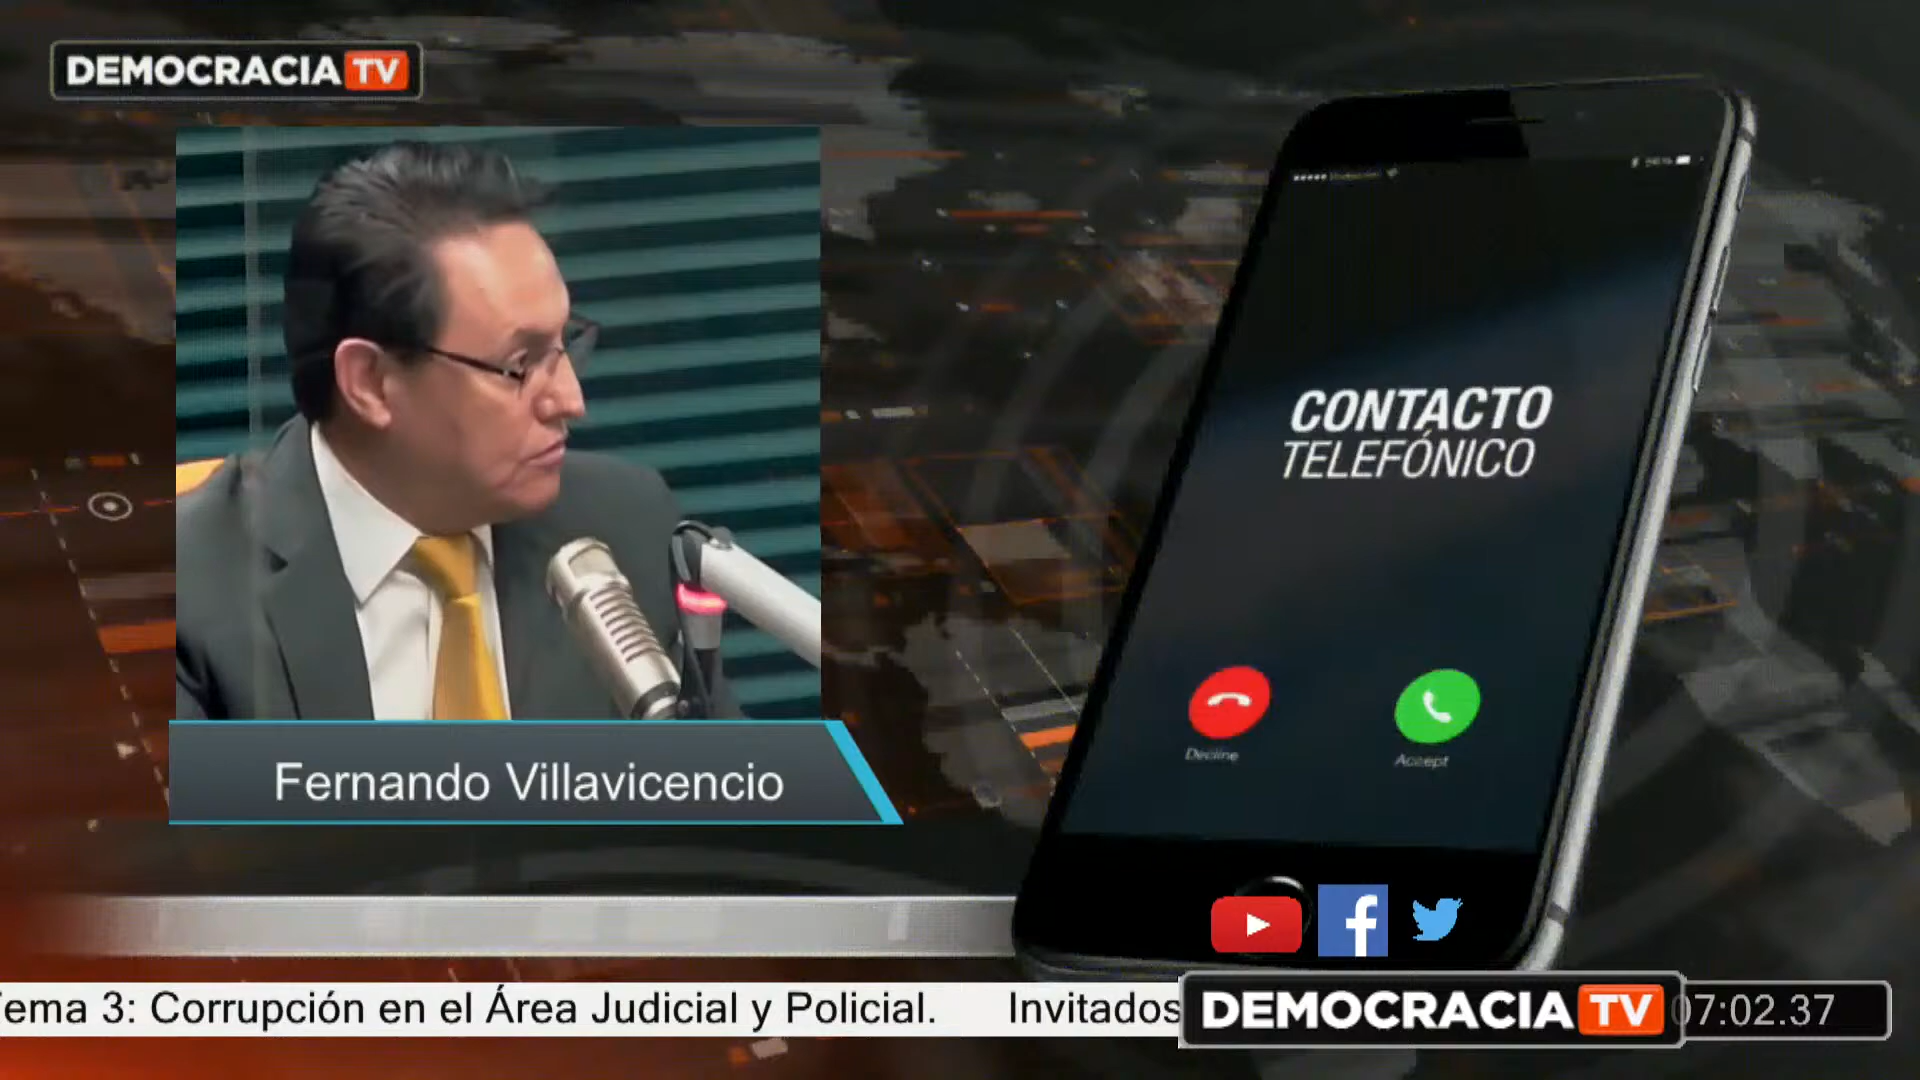 DEMOCRACIA TV
CONTACTO
TELEFÓNICO
Decline
Accept
Fernando Villavicencio
ema 3: Corrupción en el Área Judicial y Policial. Invitados
DEMOCRACIA TV
07:02.37